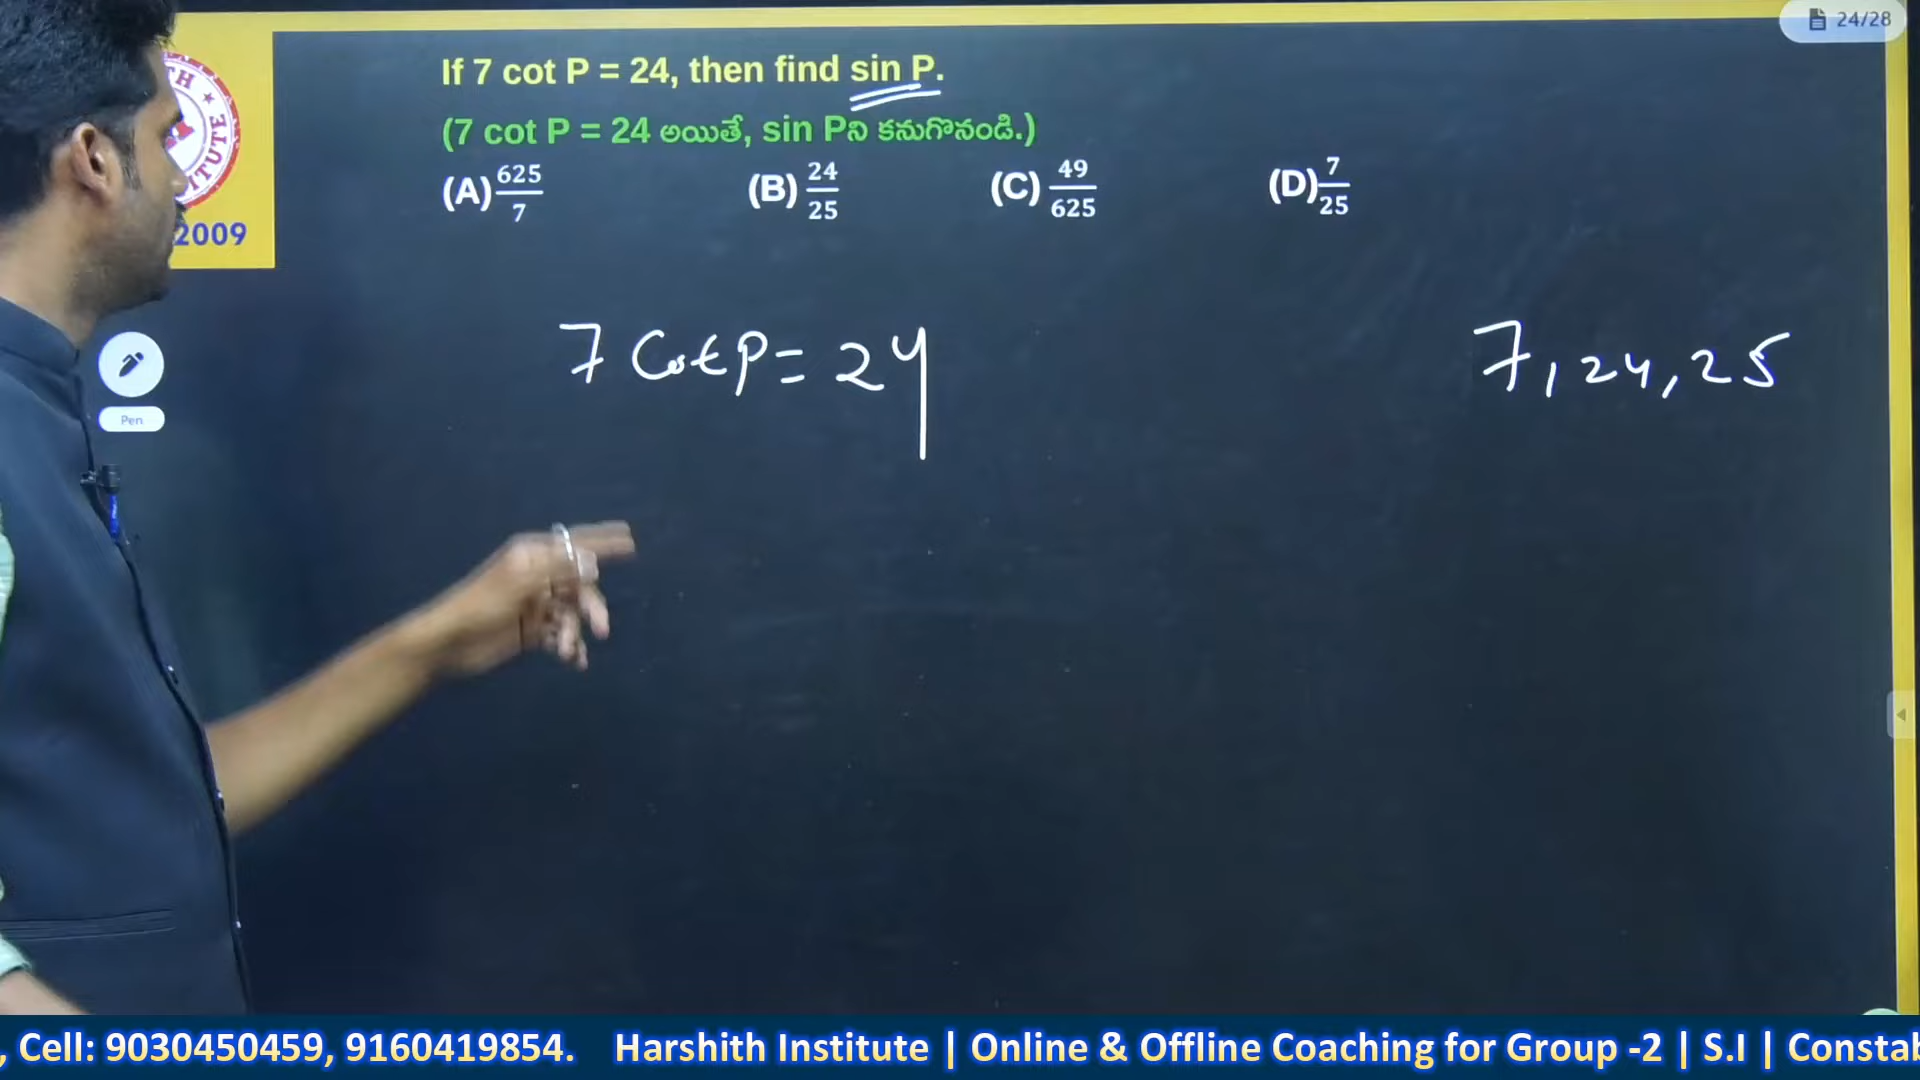 24/28
If 7 cot P = 24, then find sin P.
(7 cot P = 24 అయితే, sin Pని కనుగొనండి.)
(A) 625/7 (B) 24/25 (C) 49/625 (D) 7/25
2009
7 Cot P = 24
7, 24, 25
Pen
, Cell: 9030450459, 9160419854. Harshith Institute | Online & Offline Coaching for Group -2 | S.I |